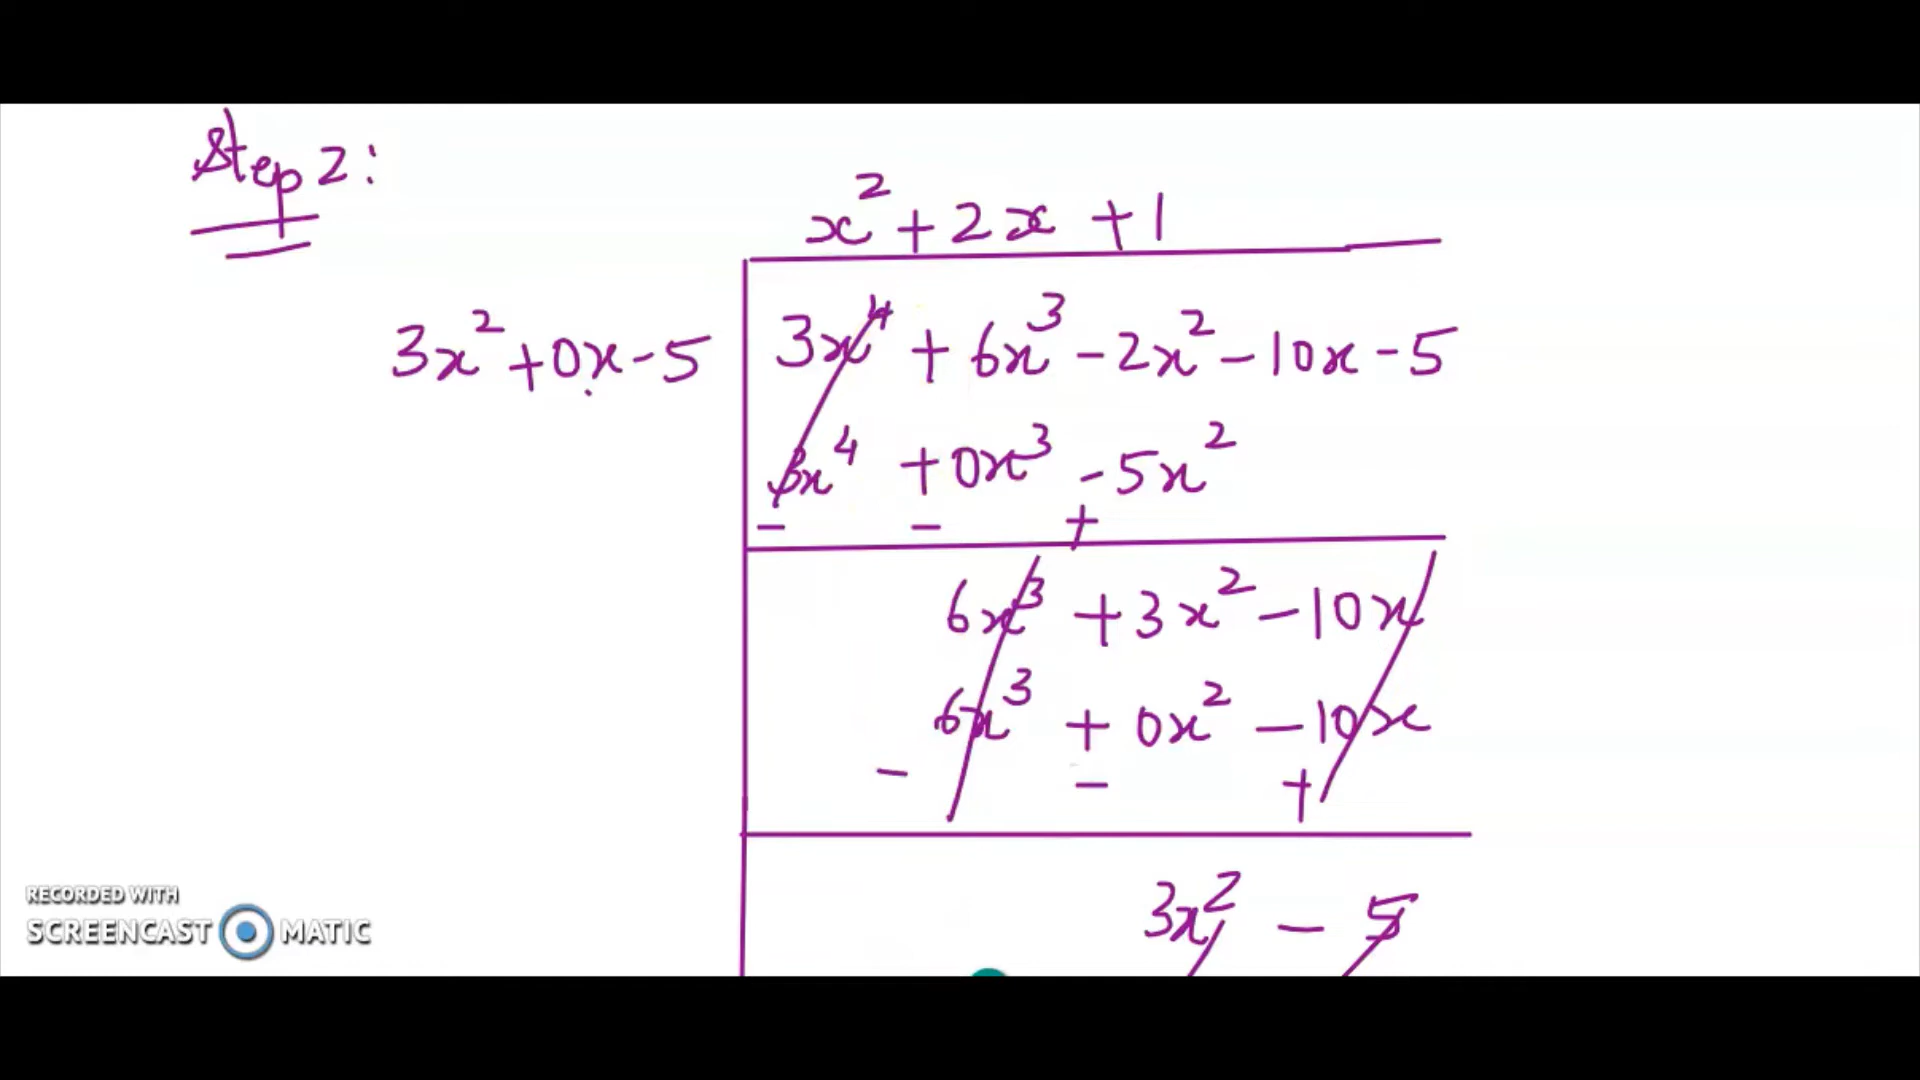 Step 2:
x² + 2x + 1
3x² + 0x - 5
3x⁴ + 6x³ - 2x² - 10x - 5
3x⁴ + 0x³ - 5x²
- - +
6x³ + 3x² - 10x
6x³ + 0x² - 10x
- - +
3x² - 5
RECORDED WITH
SCREENCAST MATIC